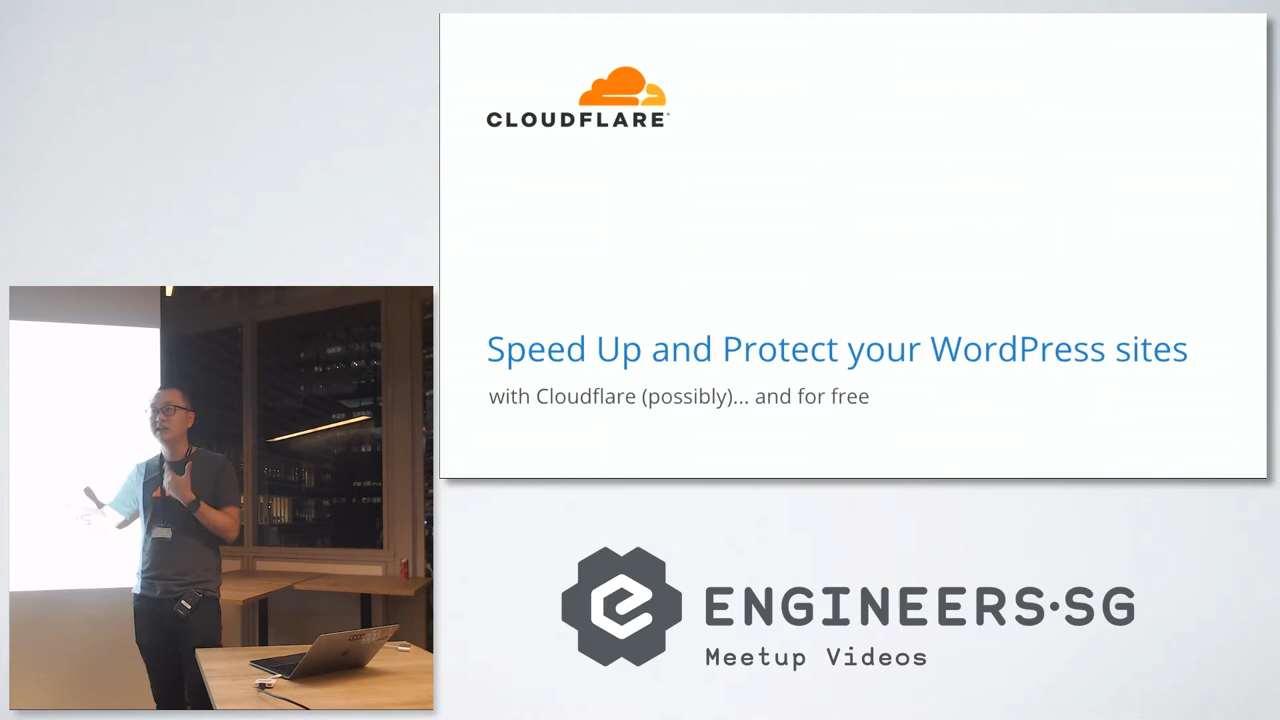 CLOUDFLARE
Speed Up and Protect your WordPress sites
with Cloudflare (possibly)... and for free
ENGINEERS·SG
Meetup Videos